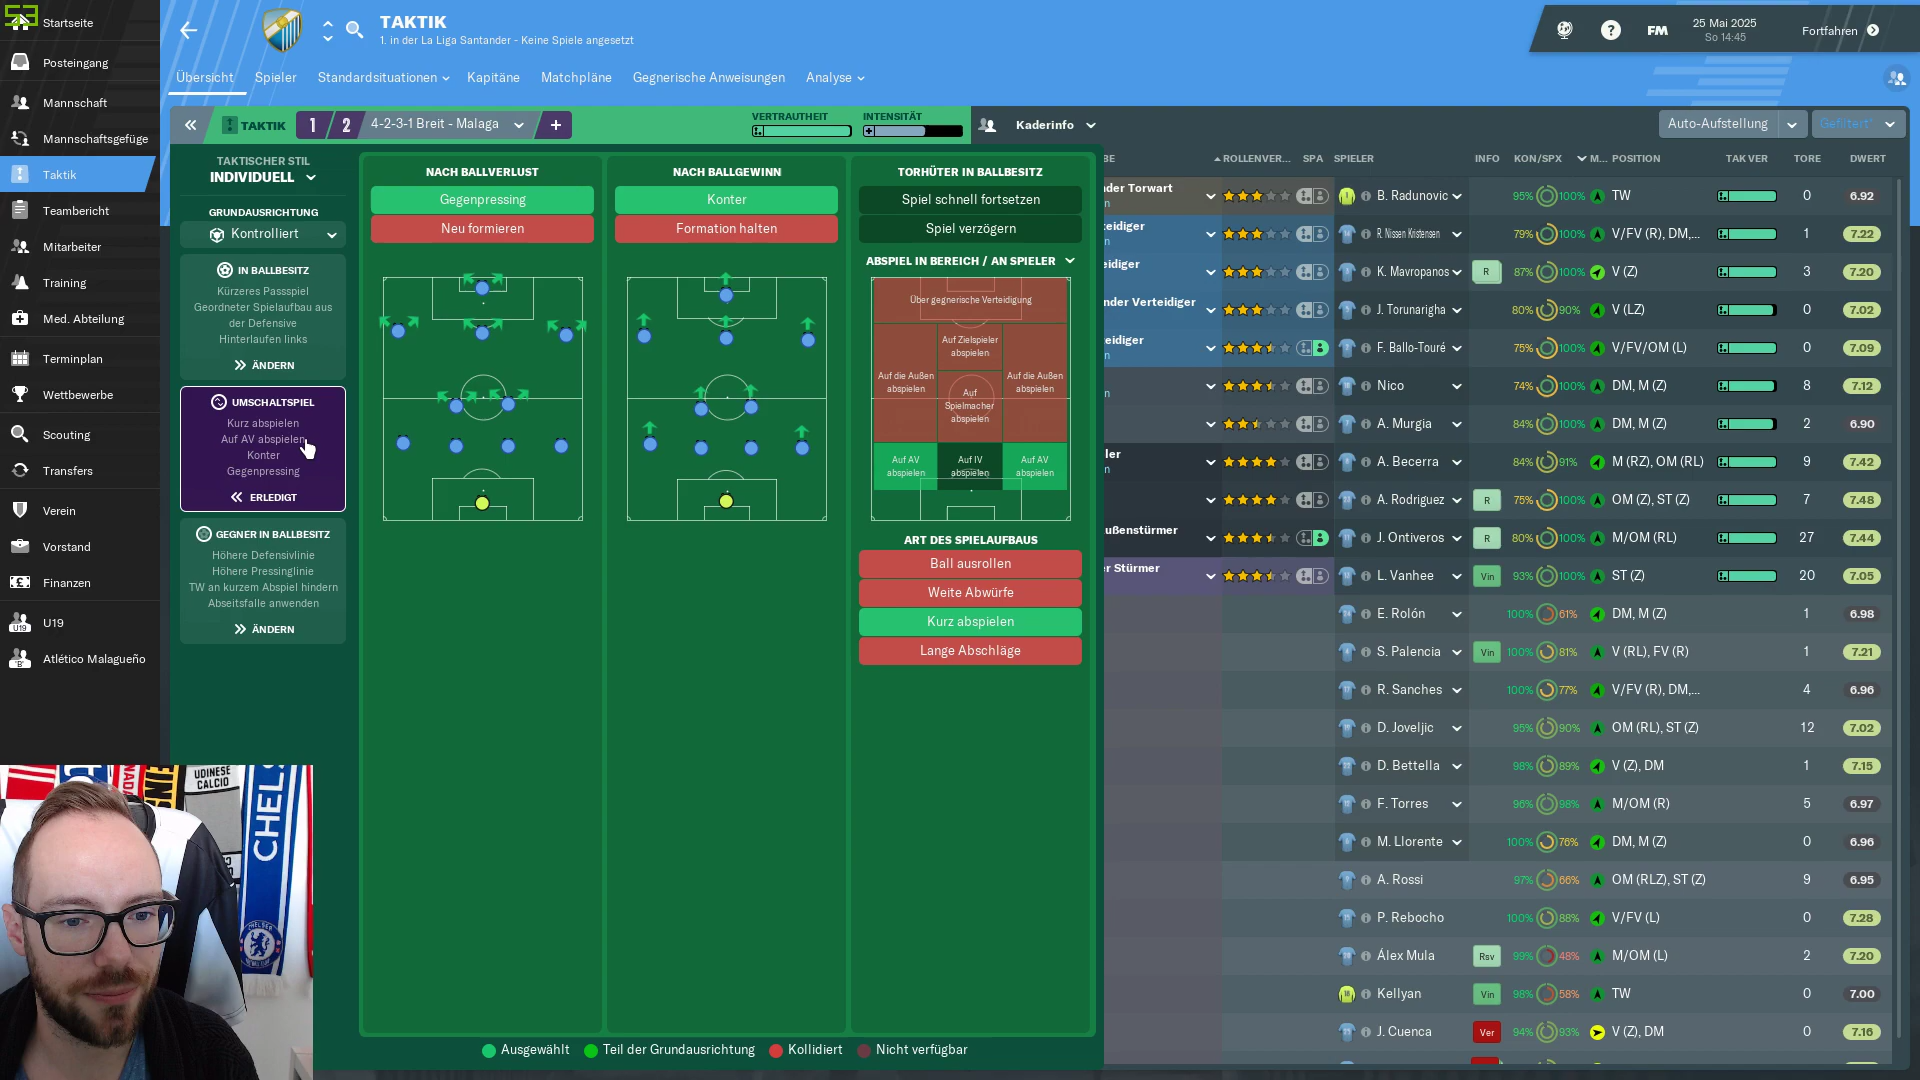 Startseite
Posteingang
Mannschaft
Mannschaftsgefüge
Taktik
Teambericht
Mitarbeiter
Training
Med. Abteilung
Terminplan
Wettbewerbe
Scouting
Transfers
Verein
Vorstand
Finanzen
U19
U19
"B"
Atlético Malagueño
TAKTIK
1. in der La Liga Santander - Keine Spiele angesetzt
? FM
25 Mai 2025
So 14:45
Fortfahren
Übersicht Spieler Standardsituationen Kapitäne Matchpläne Gegnerische Anweisungen Analyse
TAKTIK 1 2 4-2-3-1 Breit - Malaga +
VERTRAUTHEIT INTENSITÄT
Kaderinfo
Auto-Aufstellung
Gefiltert*
TAKTISCHER STIL
INDIVIDUELL
GRUNDAUSRICHTUNG
Kontrolliert
IN BALLBESITZ
Kürzeres Passspiel
Geordneter Spielaufbau aus
der Defensive
Hinterlaufen links
ÄNDERN
UMSCHALTSPIEL
Kurz abspielen
Auf AV abspielen
Konter
Gegenpressing
ERLEDIGT
GEGNER IN BALLBESITZ
Höhere Defensivlinie
Höhere Pressinglinie
TW an kurzem Abspiel hindern
Abseitsfalle anwenden
ÄNDERN
NACH BALLVERLUST
Gegenpressing
Neu formieren
NACH BALLGEWINN
Konter
Formation halten
TORHÜTER IN BALLBESITZ
Spiel schnell fortsetzen
Spiel verzögern
ABSPIEL IN BEREICH / AN SPIELER
Über gegnerische Verteidigung
Auf Zielspieler
abspielen
Auf die Außen
abspielen
Auf
Spielmacher
abspielen
Auf die Außen
abspielen
Auf AV
abspielen
Auf IV
abspielen
Auf AV
abspielen
ART DES SPIELAUFBAUS
Ball ausrollen
Weite Abwürfe
Kurz abspielen
Lange Abschläge
Ausgewählt Teil der Grundausrichtung Kollidiert Nicht verfügbar
BE ROLLENVER... SPA SPIELER INFO KON/SPX M... POSITION TAK VER TORE DWERT
nder Torwart
n
B. Radunovic 95% 100% TW 0 6.92
teidiger
n
R. Nissen Kristensen 79% 100% V/FV (R), DM,... 1 7.22
eidiger
n
K. Mavropanos R 87% 100% V (Z) 3 7.20
nder Verteidiger
n
J. Torunarigha 80% 90% V (LZ) 0 7.02
teidiger
n
F. Ballo-Touré 75% 100% V/FV/OM (L) 0 7.09
n
Nico 74% 100% DM, M (Z) 8 7.12
A. Murgia 84% 100% DM, M (Z) 2 6.90
ler
n
A. Becerra 84% 91% M (RZ), OM (RL) 9 7.42
A. Rodriguez R 75% 100% OM (Z), ST (Z) 7 7.48
ußenstürmer
n
J. Ontiveros R 80% 100% M/OM (RL) 27 7.44
er Stürmer
L. Vanhee Vin 93% 100% ST (Z) 20 7.05
E. Rolón 100% 61% DM, M (Z) 1 6.98
S. Palencia Vin 100% 81% V (RL), FV (R) 1 7.21
R. Sanches 100% 77% V/FV (R), DM,... 4 6.96
D. Joveljic 95% 90% OM (RL), ST (Z) 12 7.02
D. Bettella 98% 89% V (Z), DM 1 7.15
F. Torres 96% 98% M/OM (R) 5 6.97
M. Llorente 100% 76% DM, M (Z) 0 6.96
A. Rossi 97% 66% OM (RLZ), ST (Z) 9 6.95
P. Rebocho 100% 88% V/FV (L) 0 7.28
Álex Mula Rsv 99% 48% M/OM (L) 2 7.20
Kellyan Vin 98% 58% TW 0 7.00
J. Cuenca Ver 94% 93% V (Z), DM 0 7.16
UDINESE
CALCIO
CHELS
CHELSEA